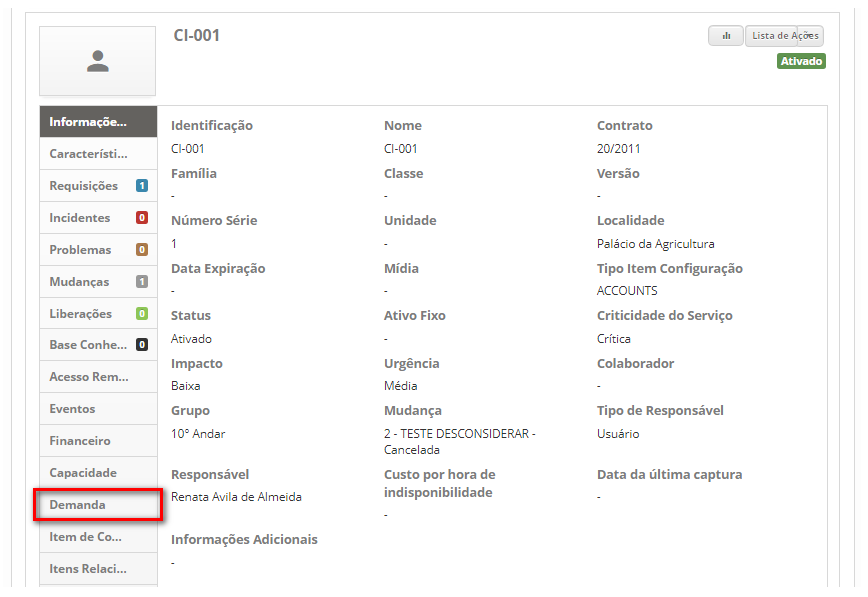 CI-001
Lista de Ações
Ativado
Informaçõe...
Característi...
Requisições 1
Incidentes 0
Problemas 0
Mudanças 1
Liberações 0
Base Conhe... 0
Acesso Rem...
Eventos
Financeiro
Capacidade
Demanda
Item de Co...
Itens Relaci...
Identificação Nome Contrato
CI-001 CI-001 20/2011
Família Classe Versão
- - -
Número Série Unidade Localidade
1 - Palácio da Agricultura
Data Expiração Mídia Tipo Item Configuração
- - ACCOUNTS
Status Ativo Fixo Criticidade do Serviço
Ativado - Crítica
Impacto Urgência Colaborador
Baixa Média -
Grupo Mudança Tipo de Responsável
10º Andar 2 - TESTE DESCONSIDERAR - Usuário
Cancelada
Responsável Custo por hora de Data da última captura
indisponibilidade
Renata Avila de Almeida -
-
Informações Adicionais
-